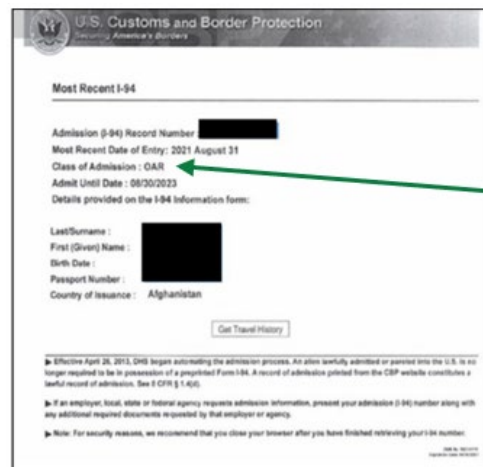 U.S. Customs and Border Protection
Securing America's Borders
Most Recent I-94
Admission (I-94) Record Number :
Most Recent Date of Entry: 2021 August 31
Class of Admission : OAR
Admit Until Date : 08/30/2023
Details provided on the I-94 Information form:
Last/Surname :
First (Given) Name :
Birth Date :
Passport Number :
Country of Issuance : Afghanistan
Get Travel History
► Effective April 26, 2013, DHS began automating the admission process. An alien lawfully admitted or paroled into the U.S. is no
longer required to be in possession of a preprinted Form I-94. A record of admission printed from the CBP website constitutes a
lawful record of admission. See 8 CFR § 1.4(d).
► If an employer, local, state or federal agency requests admission information, present your admission (I-94) number along with
any additional required documents requested by that employer or agency.
► Note: For security reasons, we recommend that you close your browser after you have finished retrieving your I-94 number.